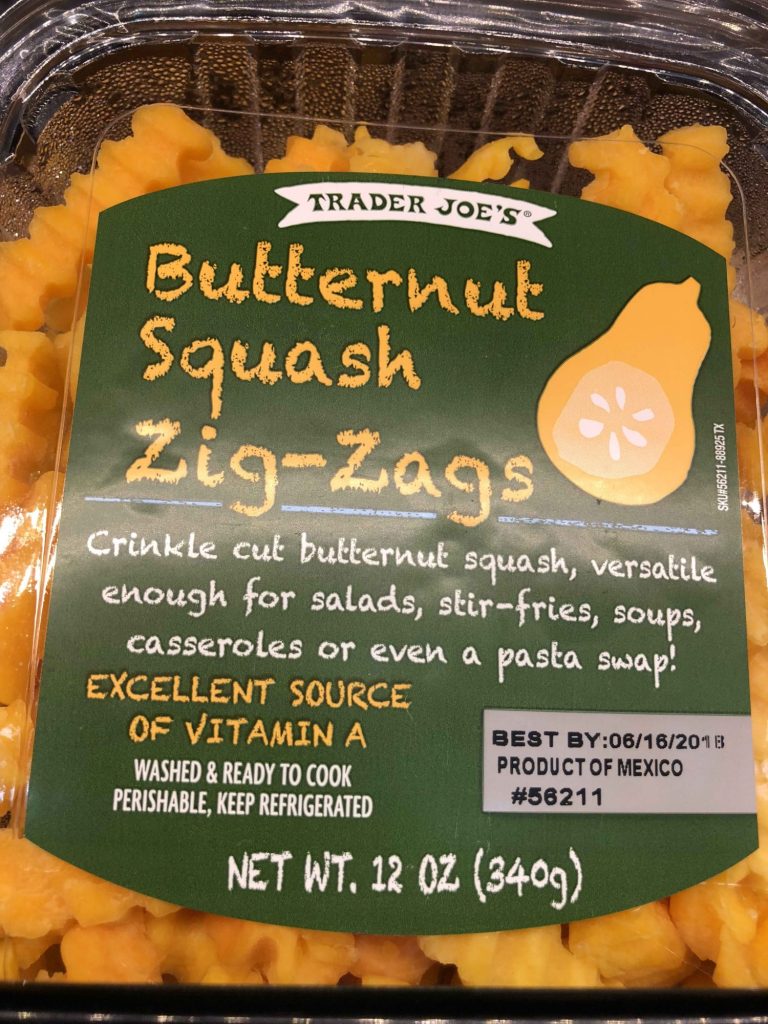 TRADER JOE'S®
Butternut
Squash
Zig-Zags
Crinkle cut butternut squash, versatile
enough for salads, stir-fries, soups,
casseroles or even a pasta swap!
EXCELLENT SOURCE
OF VITAMIN A
WASHED & READY TO COOK
PERISHABLE, KEEP REFRIGERATED
BEST BY:06/16/2018
PRODUCT OF MEXICO
#56211
NET WT. 12 OZ (340g)
SKU#56211-88925 TX